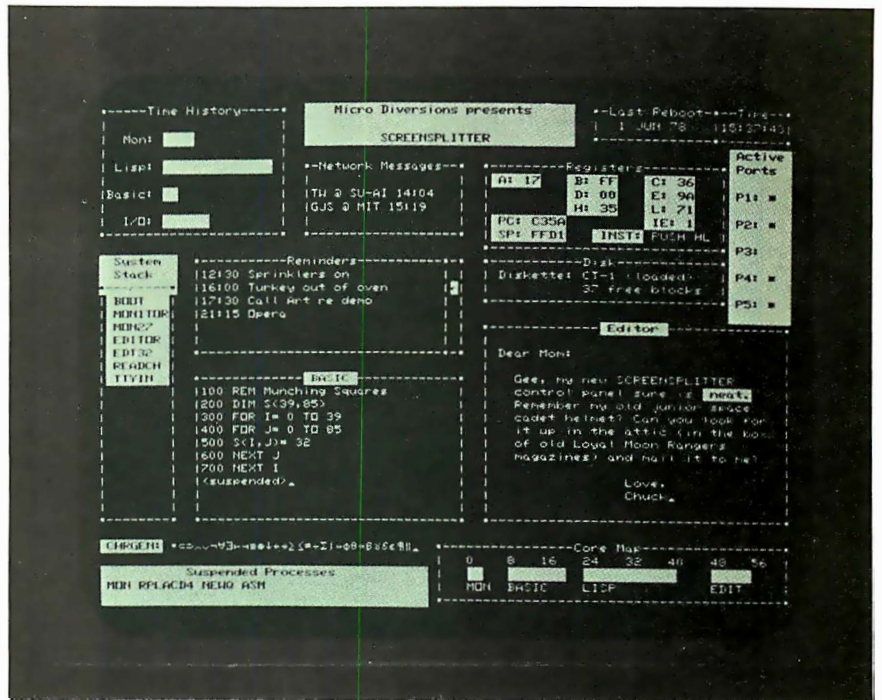 Time History
Mon:
Lisp:
Basic:
I/O:
Micro Diversions presents
SCREENSPLITTER
Last Reboot
Time
1 JUN 78
15:37:43
Network Messages
TW @ SU-AI 14:04
GJS @ MIT 15:19
Registers
A: 17
B: FF
C: 36
D: 00
E: 9A
H: 35
L: 71
PC: C35A
IE: 1
SP: FFD1
INST: PUSH HL
Active
Ports
P1: ■
P2: ■
P3:
P4: ■
P5: ■
System
Stack
BOOT
MONITOR
MON27
EDITOR
EDT32
READCH
TTYIN
Reminders
12:30 Sprinklers on
16:00 Turkey out of oven
17:30 Call Art re demo
21:15 Opera
Disk
Diskette: CT-1 (loaded)
37 free blocks
BASIC
100 REM Munching Squares
200 DIM S(39,85)
300 FOR I= 0 TO 39
400 FOR J= 0 TO 85
500 S(I,J)= 32
600 NEXT J
700 NEXT I
<suspended>
Editor
Dear Mom:
Gee, my new SCREENSPLITTER
control panel sure is neat.
Remember my old junior space
cadet helmet? Can you look for
it up in the attic (in the box
of old Loyal Moon Rangers
magazines) and mail it to me?
Love,
Chuck
CHRGEN:
Suspended Processes
MON RPLACD4 NEWQ ASM
Core Map
0 8 16 24 32 40 48 56
MON BASIC LISP EDIT